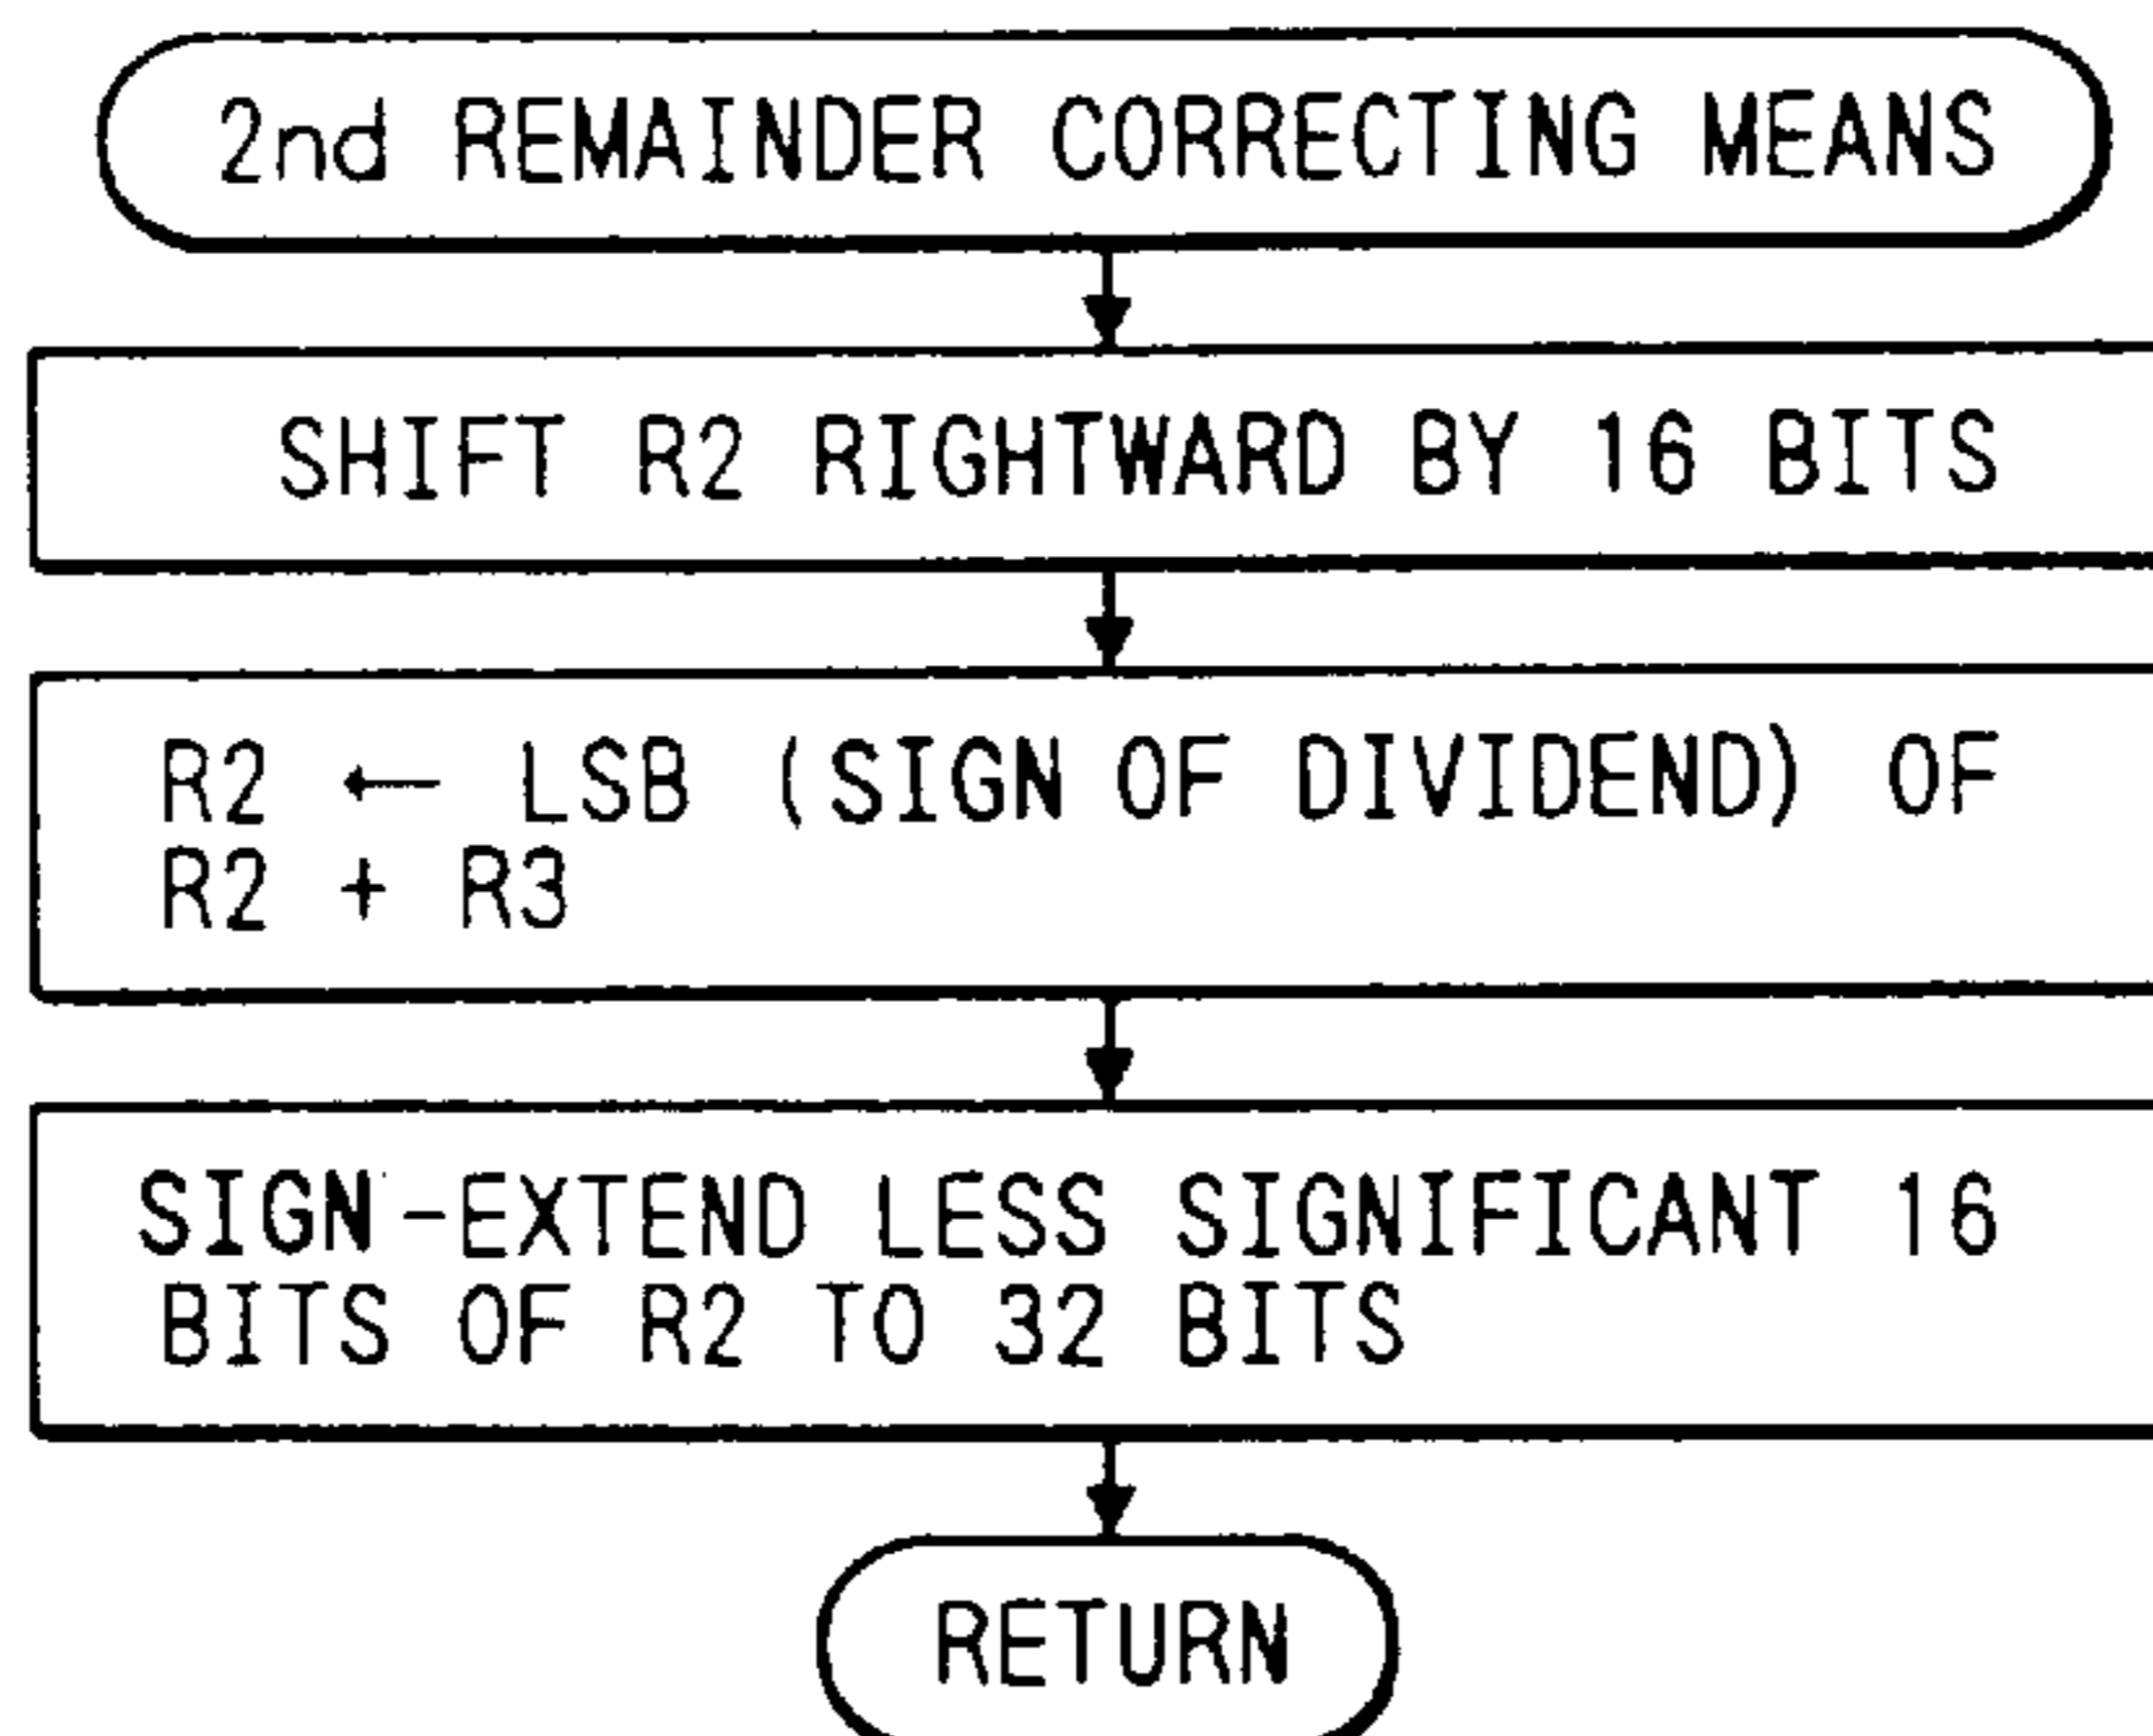 2nd REMAINDER CORRECTING MEANS
SHIFT R2 RIGHTWARD BY 16 BITS
R2 ← LSB (SIGN OF DIVIDEND) OF
R2 + R3
SIGN-EXTEND LESS SIGNIFICANT 16
BITS OF R2 TO 32 BITS
RETURN